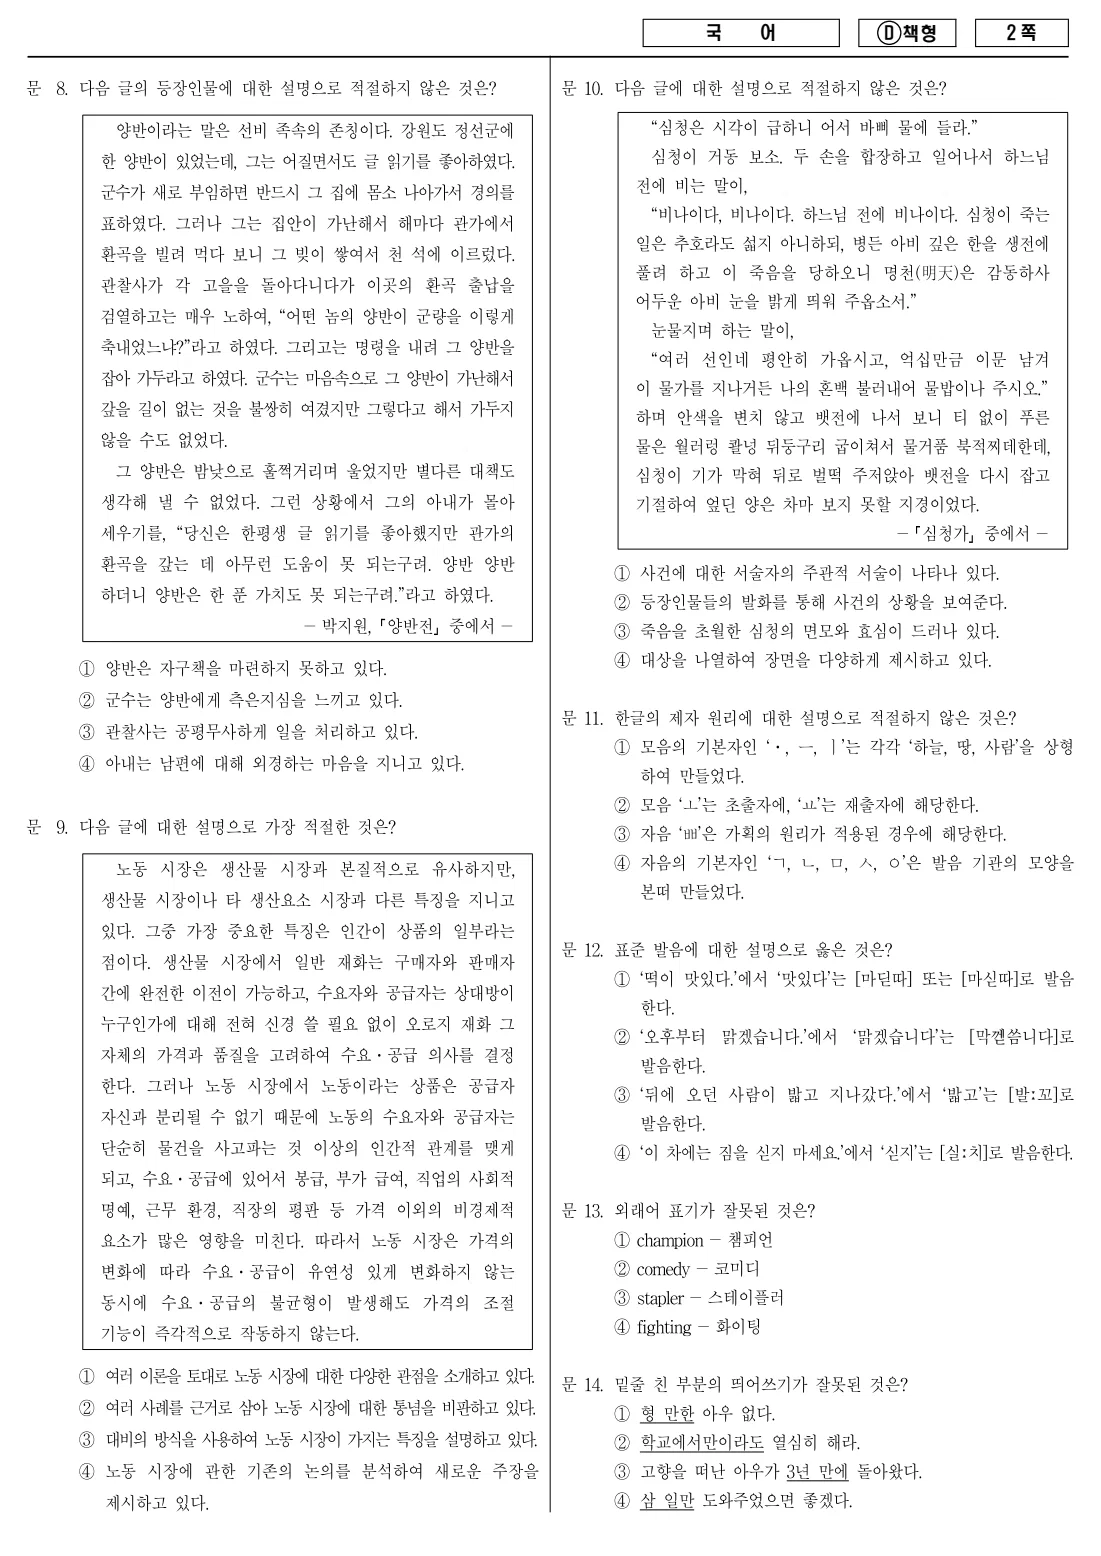 국 어
Ⓓ책형
2쪽
문 8. 다음 글의 등장인물에 대한 설명으로 적절하지 않은 것은?
양반이라는 말은 선비 족속의 존칭이다. 강원도 정선군에
한 양반이 있었는데, 그는 어질면서도 글 읽기를 좋아하였다.
군수가 새로 부임하면 반드시 그 집에 몸소 나아가서 경의를
표하였다. 그러나 그는 집안이 가난해서 해마다 관가에서
환곡을 빌려 먹다 보니 그 빚이 쌓여서 천 석에 이르렀다.
관찰사가 각 고을을 돌아다니다가 이곳의 환곡 출납을
검열하고는 매우 노하여, “어떤 놈의 양반이 군량을 이렇게
축내었느냐?”라고 하였다. 그리고는 명령을 내려 그 양반을
잡아 가두라고 하였다. 군수는 마음속으로 그 양반이 가난해서
갚을 길이 없는 것을 불쌍히 여겼지만 그렇다고 해서 가두지
않을 수도 없었다.
그 양반은 밤낮으로 훌쩍거리며 울었지만 별다른 대책도
생각해 낼 수 없었다. 그런 상황에서 그의 아내가 몰아
세우기를, “당신은 한평생 글 읽기를 좋아했지만 관가의
환곡을 갚는 데 아무런 도움이 못 되는구려. 양반 양반
하더니 양반은 한 푼 가치도 못 되는구려.”라고 하였다.
－ 박지원, 「양반전」 중에서 －
① 양반은 자구책을 마련하지 못하고 있다.
② 군수는 양반에게 측은지심을 느끼고 있다.
③ 관찰사는 공평무사하게 일을 처리하고 있다.
④ 아내는 남편에 대해 외경하는 마음을 지니고 있다.
문 9. 다음 글에 대한 설명으로 가장 적절한 것은?
노동 시장은 생산물 시장과 본질적으로 유사하지만,
생산물 시장이나 타 생산요소 시장과 다른 특징을 지니고
있다. 그중 가장 중요한 특징은 인간이 상품의 일부라는
점이다. 생산물 시장에서 일반 재화는 구매자와 판매자
간에 완전한 이전이 가능하고, 수요자와 공급자는 상대방이
누구인가에 대해 전혀 신경 쓸 필요 없이 오로지 재화 그
자체의 가격과 품질을 고려하여 수요･공급 의사를 결정
한다. 그러나 노동 시장에서 노동이라는 상품은 공급자
자신과 분리될 수 없기 때문에 노동의 수요자와 공급자는
단순히 물건을 사고파는 것 이상의 인간적 관계를 맺게
되고, 수요･공급에 있어서 봉급, 부가 급여, 직업의 사회적
명예, 근무 환경, 직장의 평판 등 가격 이외의 비경제적
요소가 많은 영향을 미친다. 따라서 노동 시장은 가격의
변화에 따라 수요･공급이 유연성 있게 변화하지 않는
동시에 수요･공급의 불균형이 발생해도 가격의 조절
기능이 즉각적으로 작동하지 않는다.
① 여러 이론을 토대로 노동 시장에 대한 다양한 관점을 소개하고 있다.
② 여러 사례를 근거로 삼아 노동 시장에 대한 통념을 비판하고 있다.
③ 대비의 방식을 사용하여 노동 시장이 가지는 특징을 설명하고 있다.
④ 노동 시장에 관한 기존의 논의를 분석하여 새로운 주장을
제시하고 있다.
문 10. 다음 글에 대한 설명으로 적절하지 않은 것은?
“심청은 시각이 급하니 어서 바삐 물에 들라.”
심청이 거동 보소. 두 손을 합장하고 일어나서 하느님
전에 비는 말이,
“비나이다, 비나이다. 하느님 전에 비나이다. 심청이 죽는
일은 추호라도 섧지 아니하되, 병든 아비 깊은 한을 생전에
풀려 하고 이 죽음을 당하오니 명천(明天)은 감동하사
어두운 아비 눈을 밝게 띄워 주옵소서.”
눈물지며 하는 말이,
“여러 선인네 평안히 가옵시고, 억십만금 이문 남겨
이 물가를 지나거든 나의 혼백 불러내어 물밥이나 주시오.”
하며 안색을 변치 않고 뱃전에 나서 보니 티 없이 푸른
물은 월러렁 콸넝 뒤둥구리 굽이쳐서 물거품 북적찌데한데,
심청이 기가 막혀 뒤로 벌떡 주저앉아 뱃전을 다시 잡고
기절하여 엎딘 양은 차마 보지 못할 지경이었다.
－ 「심청가」 중에서 －
① 사건에 대한 서술자의 주관적 서술이 나타나 있다.
② 등장인물들의 발화를 통해 사건의 상황을 보여준다.
③ 죽음을 초월한 심청의 면모와 효심이 드러나 있다.
④ 대상을 나열하여 장면을 다양하게 제시하고 있다.
문 11. 한글의 제자 원리에 대한 설명으로 적절하지 않은 것은?
① 모음의 기본자인 ‘ㆍ, ㅡ, ㅣ’는 각각 ‘하늘, 땅, 사람’을 상형
하여 만들었다.
② 모음 ‘ㅗ’는 초출자에, ‘ㅛ’는 재출자에 해당한다.
③ 자음 ‘ㅃ’은 가획의 원리가 적용된 경우에 해당한다.
④ 자음의 기본자인 ‘ㄱ, ㄴ, ㅁ, ㅅ, ㅇ’은 발음 기관의 모양을
본떠 만들었다.
문 12. 표준 발음에 대한 설명으로 옳은 것은?
① ‘떡이 맛있다.’에서 ‘맛있다’는 [마딛따] 또는 [마싣따]로 발음
한다.
② ‘오후부터 맑겠습니다.’에서 ‘맑겠습니다’는 [막껟씀니다]로
발음한다.
③ ‘뒤에 오던 사람이 밟고 지나갔다.’에서 ‘밟고’는 [발ː꼬]로
발음한다.
④ ‘이 차에는 짐을 싣지 마세요.’에서 ‘싣지’는 [실ː치]로 발음한다.
문 13. 외래어 표기가 잘못된 것은?
① champion － 챔피언
② comedy － 코미디
③ stapler － 스테이플러
④ fighting － 화이팅
문 14. 밑줄 친 부분의 띄어쓰기가 잘못된 것은?
① 형 만한 아우 없다.
② 학교에서만이라도 열심히 해라.
③ 고향을 떠난 아우가 3년 만에 돌아왔다.
④ 삼 일만 도와주었으면 좋겠다.